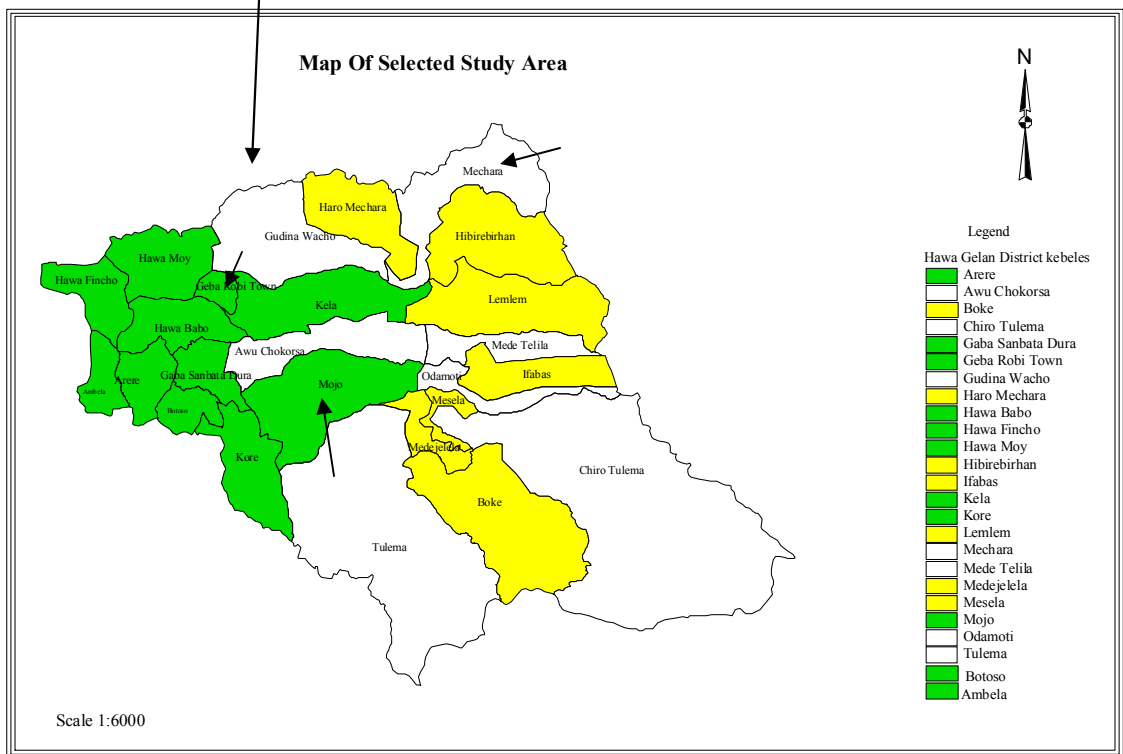 Map Of Selected Study Area
N
Mechara
Haro Mechara
Gudina Wacho
Hibirebirhan
Hawa Moy
Hawa Fincho
Geba Robi Town
Kela
Lemlem
Hawa Babo
Awu Chokorsa
Mede Telila
Ifabas
Odamoti
Arere
Gaba Sanbata Dura
Mojo
Ambela
Botoso
Mesela
Kore
Medejelela
Chiro Tulema
Boke
Tulema
Legend
Hawa Gelan District kebeles
Arere
Awu Chokorsa
Boke
Chiro Tulema
Gaba Sanbata Dura
Geba Robi Town
Gudina Wacho
Haro Mechara
Hawa Babo
Hawa Fincho
Hawa Moy
Hibirebirhan
Ifabas
Kela
Kore
Lemlem
Mechara
Mede Telila
Medejelela
Mesela
Mojo
Odamoti
Tulema
Botoso
Ambela
Scale 1:6000